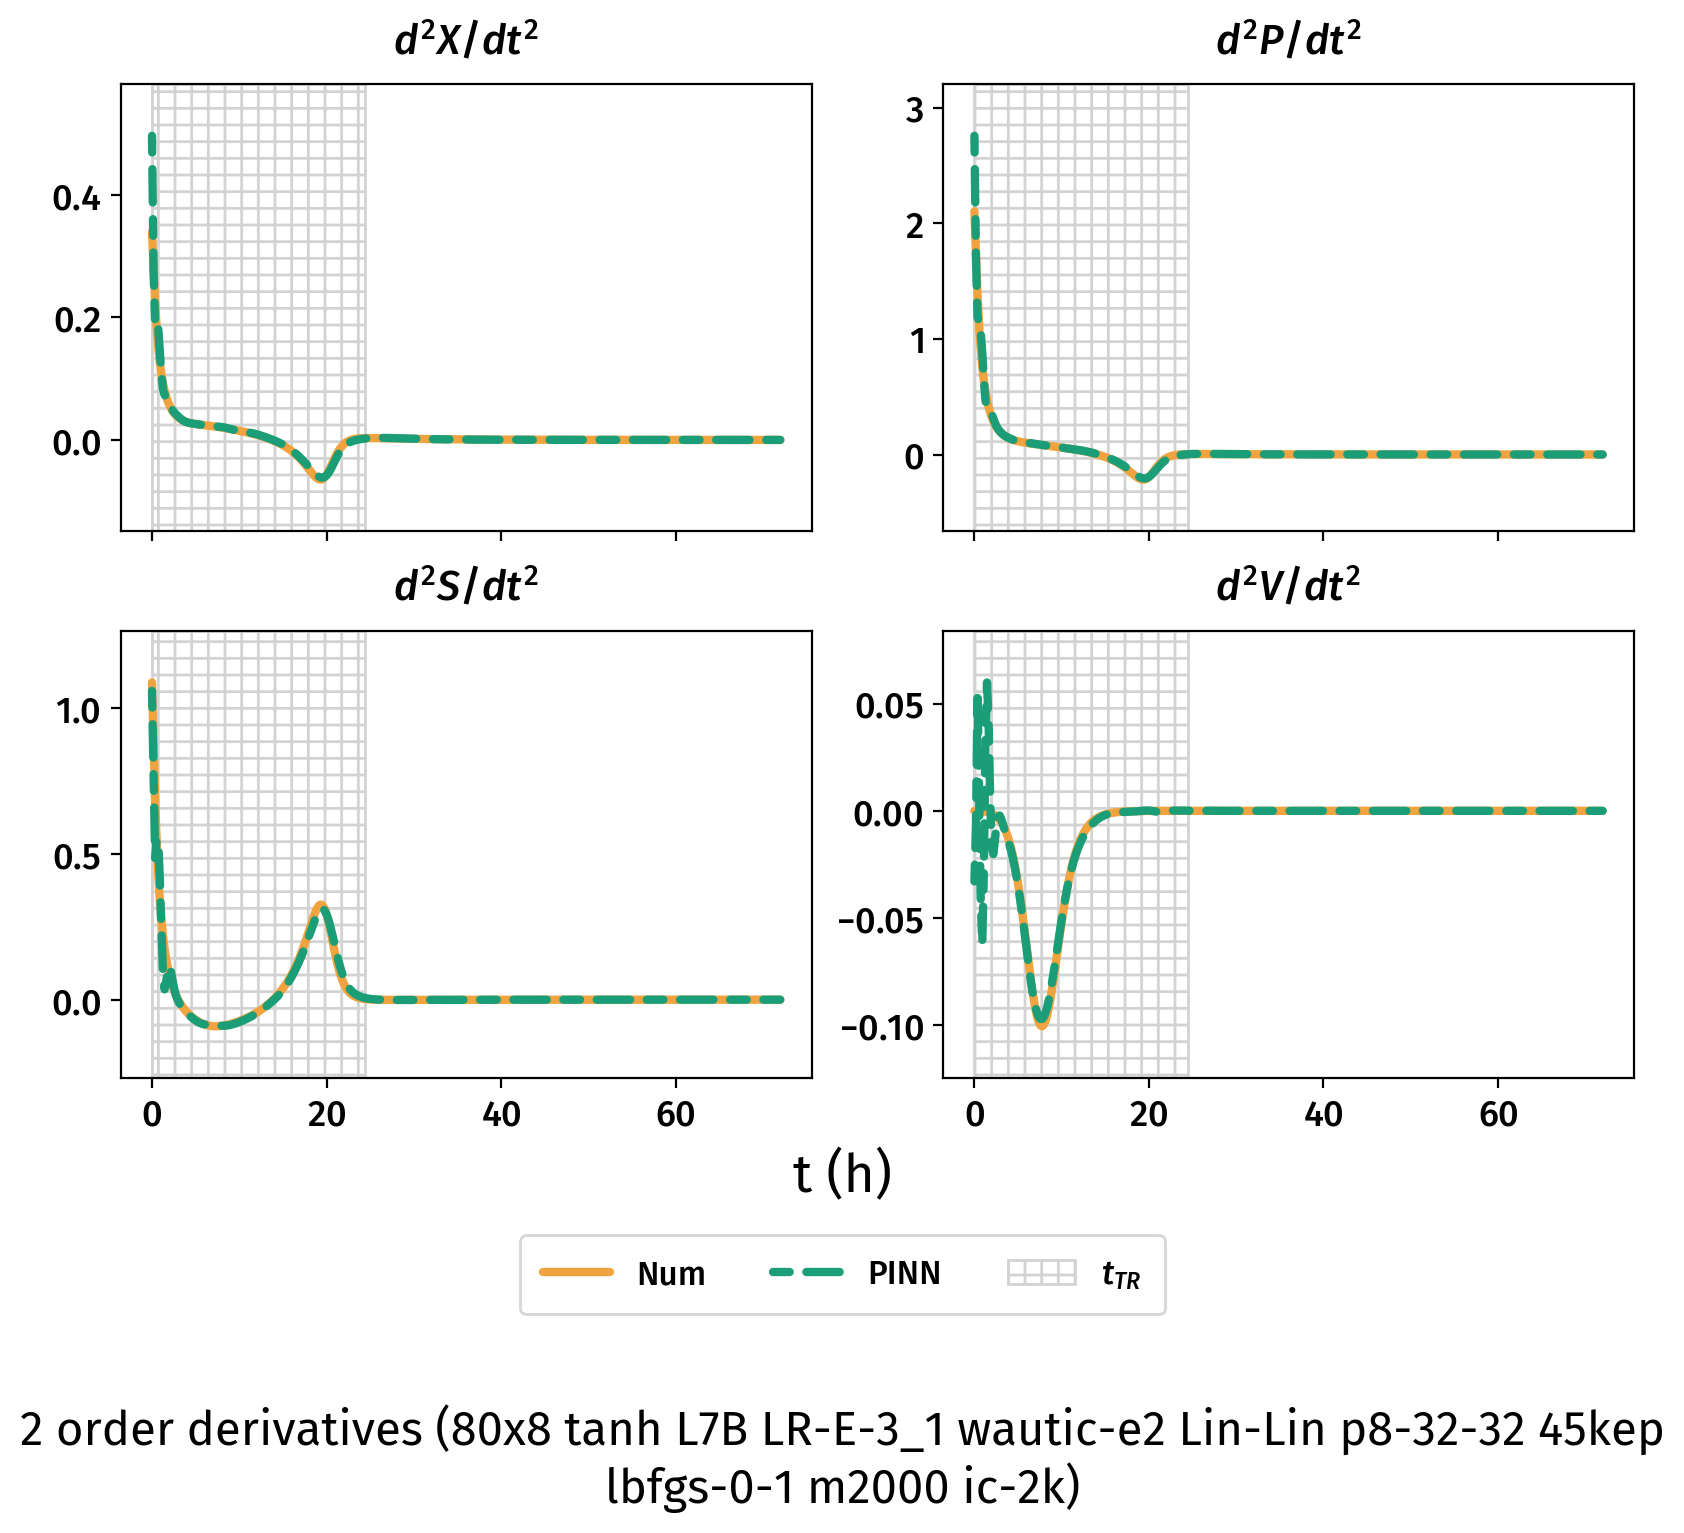 d²X/dt²
d²P/dt²
0.4
0.2
0.0
3
2
1
0
d²S/dt²
d²V/dt²
1.0
0.5
0.0
0.05
0.00
−0.05
−0.10
0 20 40 60
0 20 40 60
t (h)
Num PINN t_TR
2 order derivatives (80x8 tanh L7B LR-E-3_1 wautic-e2 Lin-Lin p8-32-32 45kep
lbfgs-0-1 m2000 ic-2k)